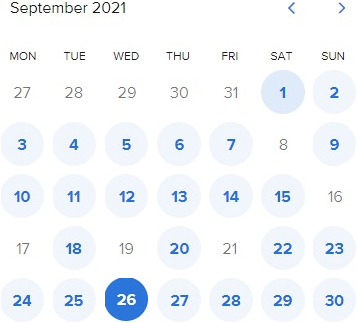 September 2021
MON TUE WED THU FRI SAT SUN
27 28 29 30 31 1 2
3 4 5 6 7 8 9
10 11 12 13 14 15 16
17 18 19 20 21 22 23
24 25 26 27 28 29 30